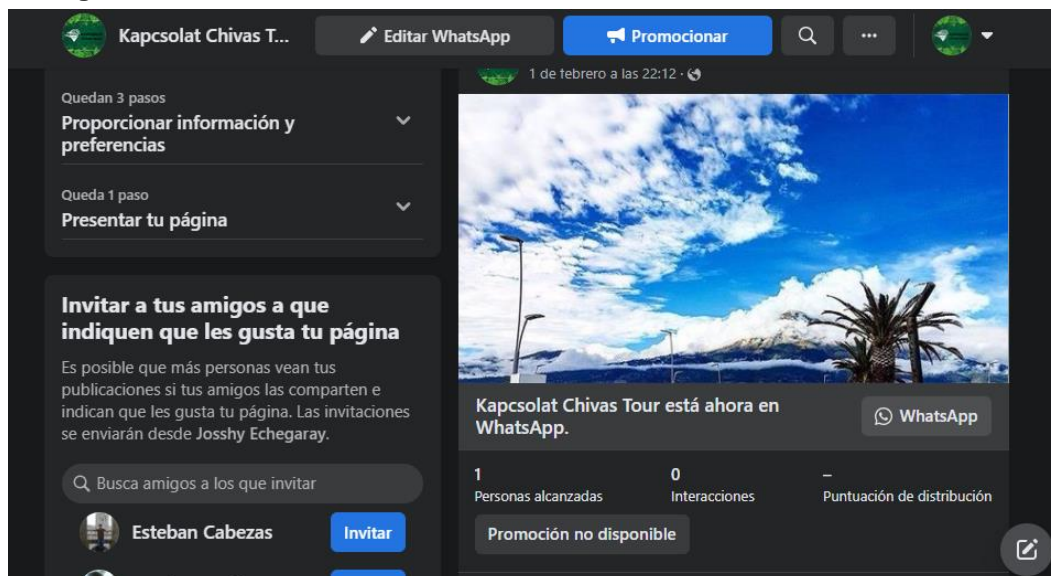 Kapcsolat Chivas T...
Editar WhatsApp
Promocionar
Quedan 3 pasos
Proporcionar información y
preferencias
Queda 1 paso
Presentar tu página
Invitar a tus amigos a que
indiquen que les gusta tu página
Es posible que más personas vean tus
publicaciones si tus amigos las comparten e
indican que les gusta tu página. Las invitaciones
se enviarán desde Josshy Echegaray.
Busca amigos a los que invitar
Esteban Cabezas
Invitar
1 de febrero a las 22:12 ·
Kapcsolat Chivas Tour está ahora en
WhatsApp.
WhatsApp
1
Personas alcanzadas
0
Interacciones
–
Puntuación de distribución
Promoción no disponible